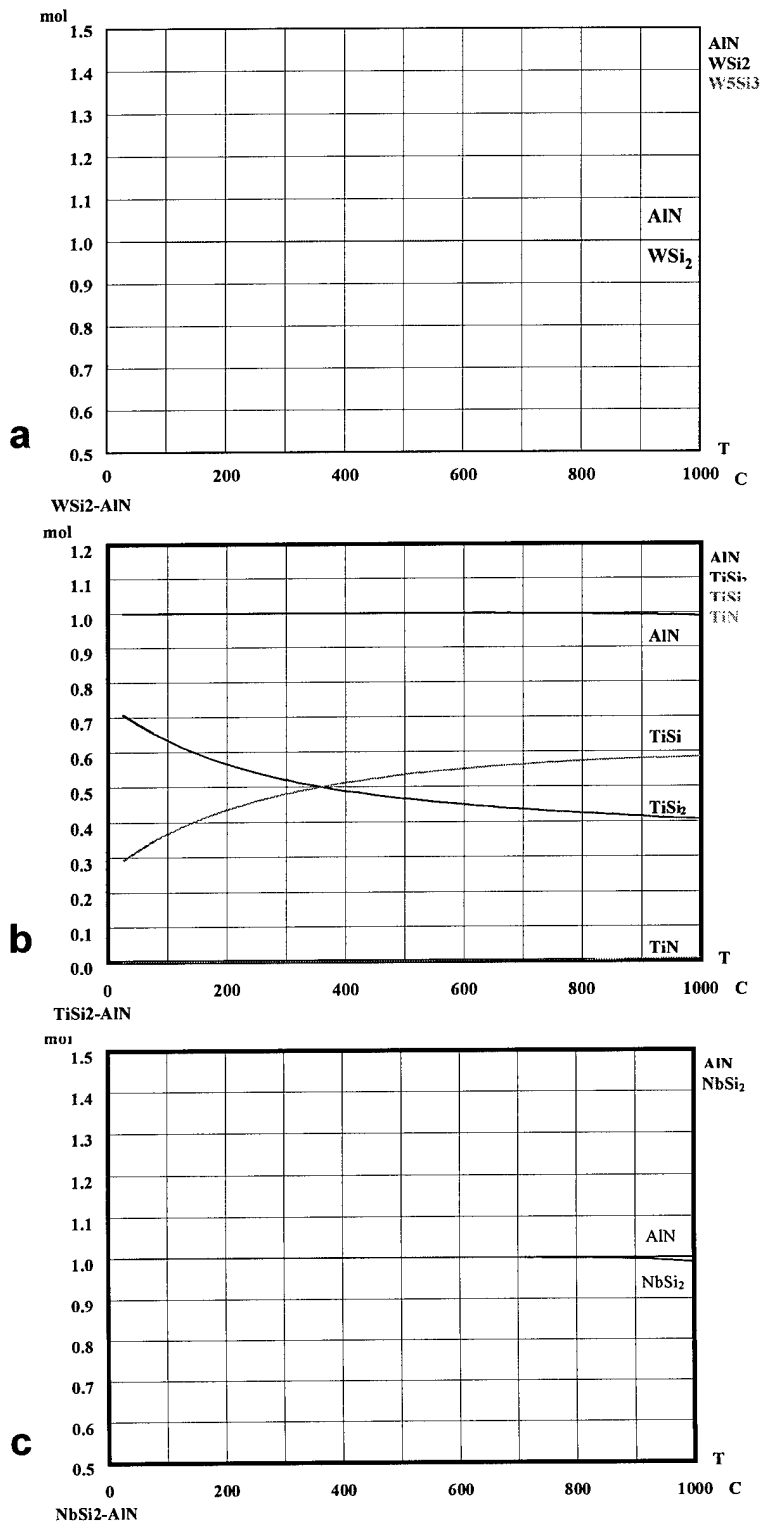 mol
1.5
1.4
1.3
1.2
1.1
1.0
0.9
0.8
0.7
0.6
0.5
AlN
WSi2
W5Si3
AlN
WSi₂
a
T
0 200 400 600 800 1000 C
WSi2-AlN
mol
1.2
1.1
1.0
0.9
0.8
0.7
0.6
0.5
0.4
0.3
0.2
0.1
0.0
AlN
TiSi₂
TiSi
TiN
AlN
TiSi
TiSi₂
TiN
b
T
0 200 400 600 800 1000 C
TiSi2-AlN
mol
1.5
1.4
1.3
1.2
1.1
1.0
0.9
0.8
0.7
0.6
0.5
AlN
NbSi₂
AlN
NbSi₂
c
T
0 200 400 600 800 1000 C
NbSi2-AlN